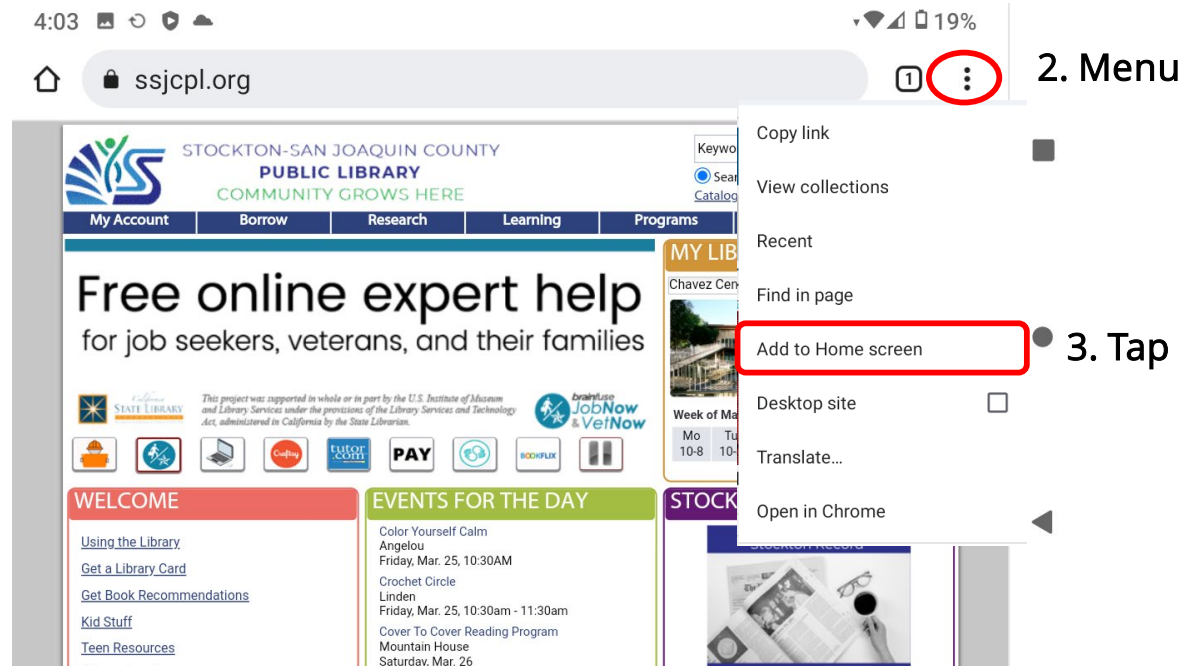 4:03
19%
ssjcpl.org
1
2. Menu
STOCKTON-SAN JOAQUIN COUNTY
PUBLIC LIBRARY
COMMUNITY GROWS HERE
Keywo
Sear
Catalog
My Account Borrow Research Learning Programs
Copy link
View collections
Recent
Find in page
Add to Home screen
Desktop site
Translate…
Open in Chrome
3. Tap
Free online expert help
for job seekers, veterans, and their families
California
STATE LIBRARY
This project was supported in whole or in part by the U.S. Institute of Museum
and Library Services under the provisions of the Library Services and Technology
Act, administered in California by the State Librarian.
brainfuse
JobNow
& VetNow
Craftsy
tutor
.com
PAY
BOOKFLIX
MY LIB
Chavez Cen
Week of Ma
Mo Tu
10-8 10-
WELCOME
Using the Library
Get a Library Card
Get Book Recommendations
Kid Stuff
Teen Resources
EVENTS FOR THE DAY
Color Yourself Calm
Angelou
Friday, Mar. 25, 10:30AM
Crochet Circle
Linden
Friday, Mar. 25, 10:30am - 11:30am
Cover To Cover Reading Program
Mountain House
Saturday, Mar. 26
STOCK
Stockton Record